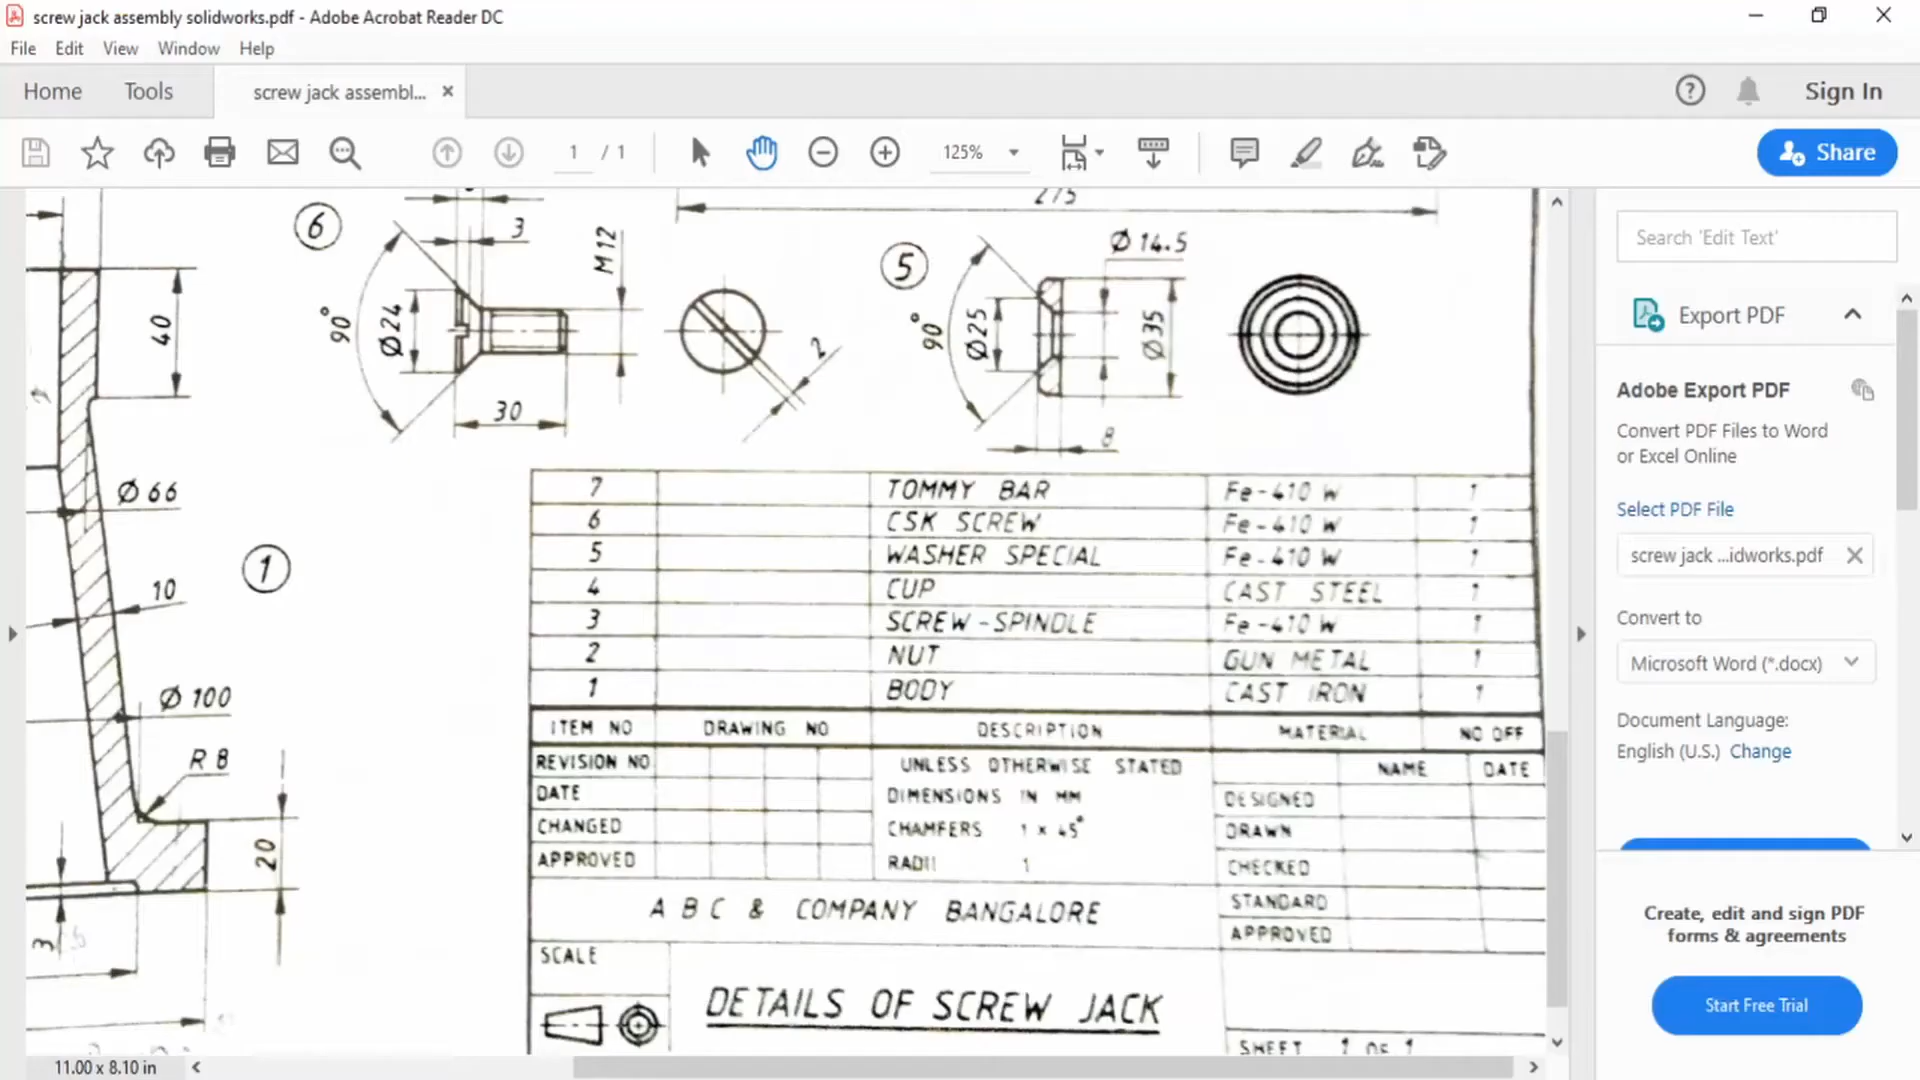 screw jack assembly solidworks.pdf - Adobe Acrobat Reader DC
File Edit View Window Help
Home Tools screw jack assembl... Sign In
1 / 1 125% Share
275
6 3 M12 90° Ø24 30 2
5 Ø 14.5 90° Ø25 Ø35 8
40
Ø 66
10
1
Ø 100
R 8
20
3
7 TOMMY BAR Fe-410 W 1
6 CSK SCREW Fe-410 W 1
5 WASHER SPECIAL Fe-410 W 1
4 CUP CAST STEEL 1
3 SCREW-SPINDLE Fe-410 W 1
2 NUT GUN METAL 1
1 BODY CAST IRON 1
ITEM NO DRAWING NO DESCRIPTION MATERIAL NO OFF
REVISION NO UNLESS OTHERWISE STATED NAME DATE
DATE DIMENSIONS IN MM DESIGNED
CHANGED CHAMFERS 1 x 45° DRAWN
APPROVED RADII 1 CHECKED
A B C & COMPANY BANGALORE STANDARD
APPROVED
SCALE
DETAILS OF SCREW JACK
SHEET 1 OF 1
11.00 x 8.10 in
Search 'Edit Text'
Export PDF
Adobe Export PDF
Convert PDF Files to Word
or Excel Online
Select PDF File
screw jack ...idworks.pdf
Convert to
Microsoft Word (*.docx)
Document Language:
English (U.S.) Change
Create, edit and sign PDF
forms & agreements
Start Free Trial